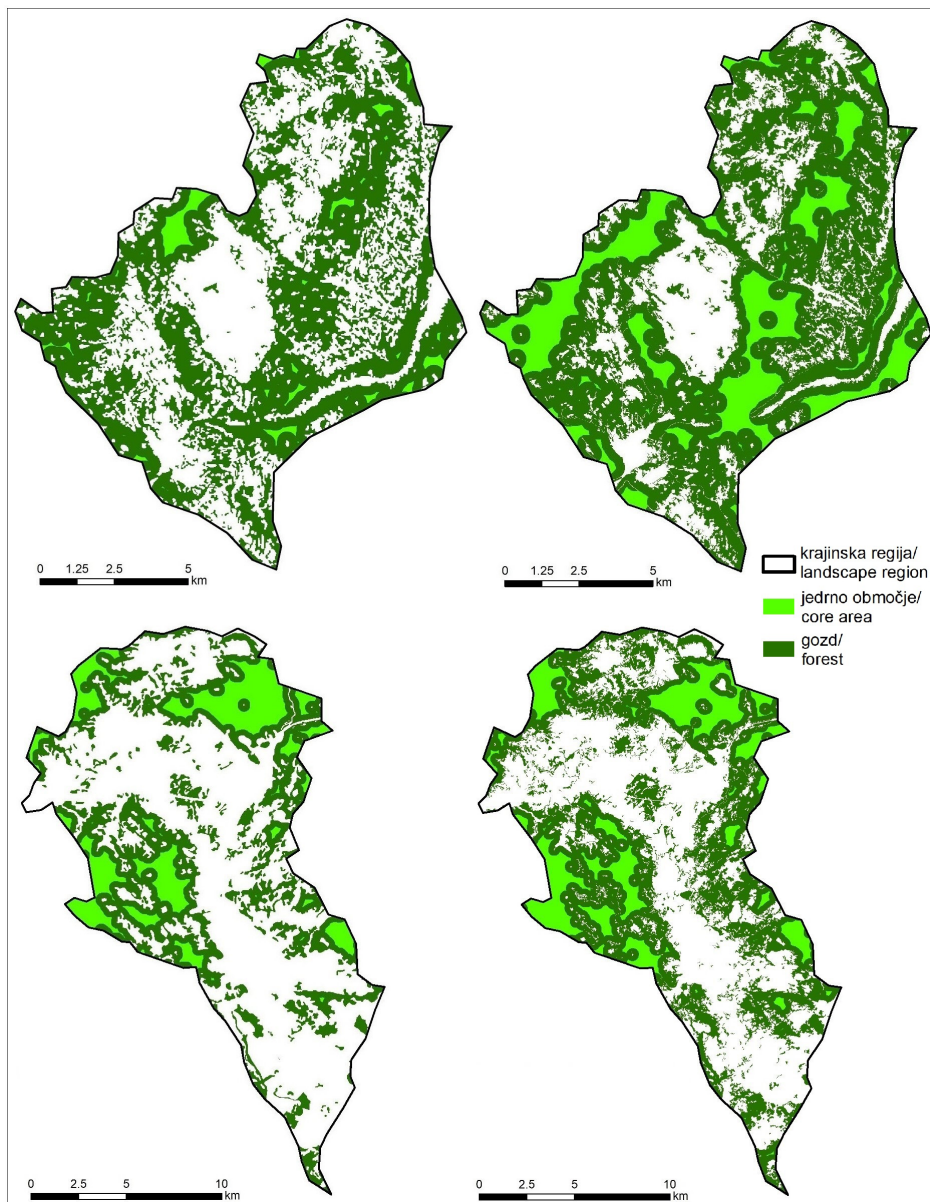 0 1.25 2.5 5
km
0 1.25 2.5 5
km
krajinska regija/
landscape region
jedrno območje/
core area
gozd/
forest
0 2.5 5 10
km
0 2.5 5 10
km